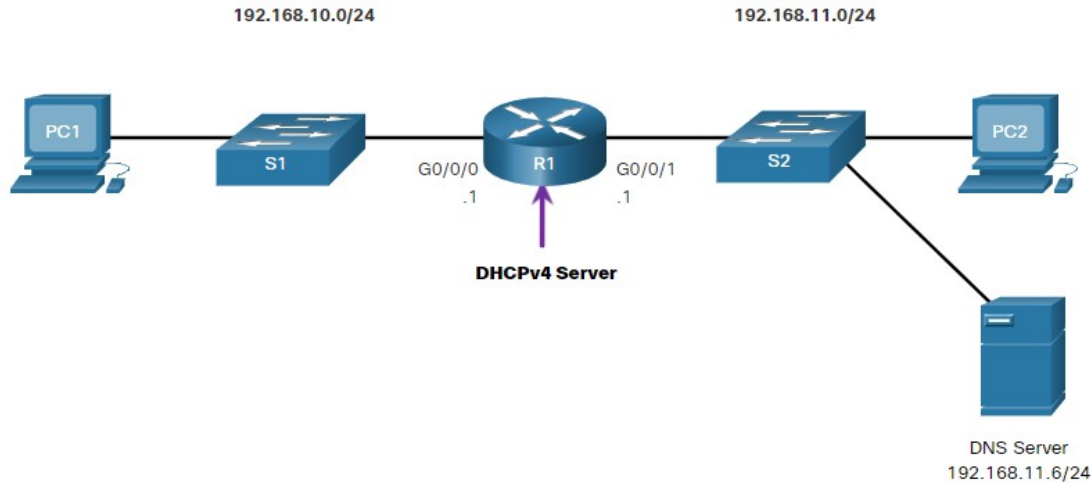 192.168.10.0/24
192.168.11.0/24
PC1
S1
G0/0/0
.1
R1
G0/0/1
.1
S2
PC2
DHCPv4 Server
DNS Server
192.168.11.6/24